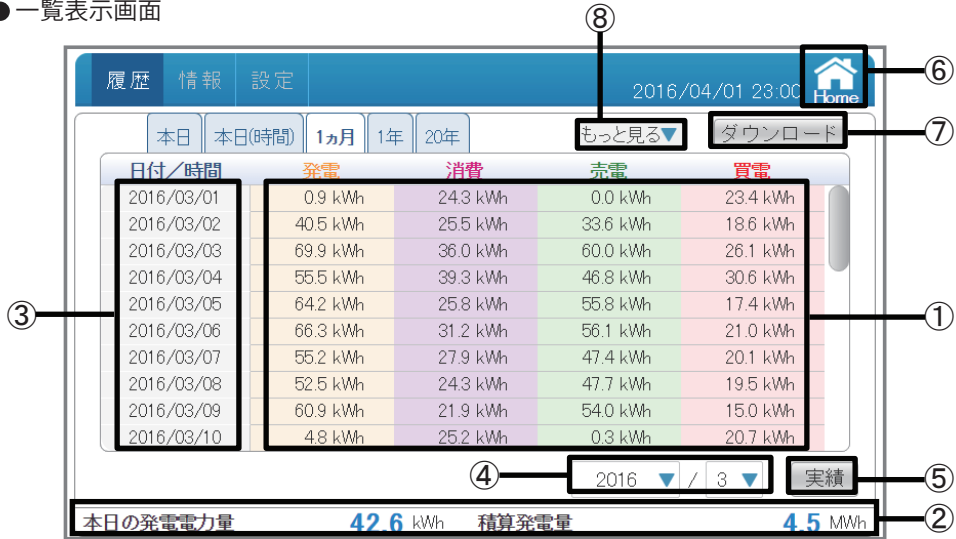 ● 一覧表示画面
⑧
履歴 情報 設定 2016/04/01 23:00 Home ⑥
本日 本日(時間) 1ヵ月 1年 20年 もっと見る▼ ダウンロード ⑦
日付／時間 発電 消費 売電 買電
2016/03/01 0.9 kWh 24.3 kWh 0.0 kWh 23.4 kWh
2016/03/02 40.5 kWh 25.5 kWh 33.6 kWh 18.6 kWh
2016/03/03 69.9 kWh 36.0 kWh 60.0 kWh 26.1 kWh
2016/03/04 55.5 kWh 39.3 kWh 46.8 kWh 30.6 kWh
③ 2016/03/05 64.2 kWh 25.8 kWh 55.8 kWh 17.4 kWh ①
2016/03/06 66.3 kWh 31.2 kWh 56.1 kWh 21.0 kWh
2016/03/07 55.2 kWh 27.9 kWh 47.4 kWh 20.1 kWh
2016/03/08 52.5 kWh 24.3 kWh 47.7 kWh 19.5 kWh
2016/03/09 60.9 kWh 21.9 kWh 54.0 kWh 15.0 kWh
2016/03/10 4.8 kWh 25.2 kWh 0.3 kWh 20.7 kWh
④ 2016 ▼ / 3 ▼ 実績 ⑤
本日の発電電力量 42.6 kWh 積算発電量 4.5 MWh ②